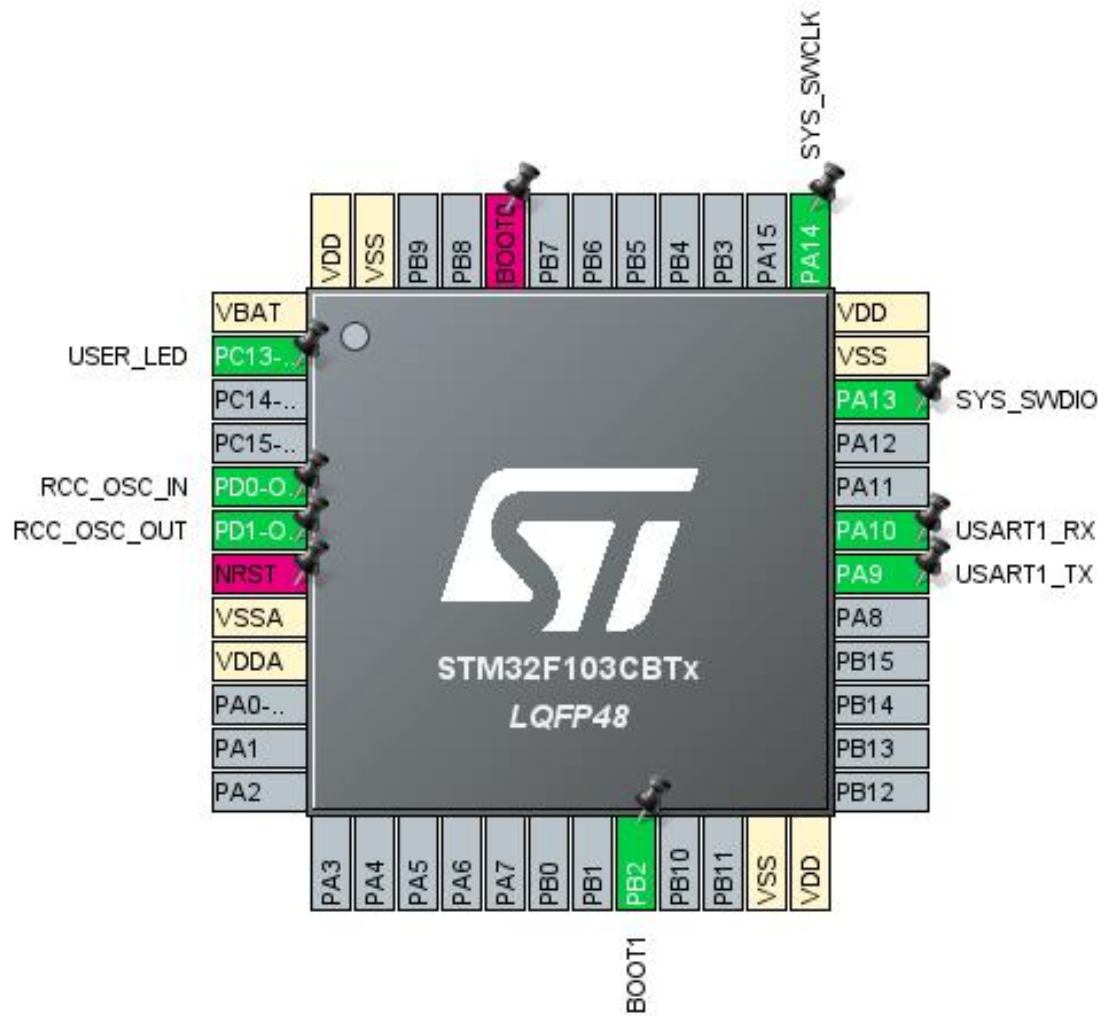 SYS_SWCLK
VDD
VSS
PB9
PB8
BOOT0
PB7
PB6
PB5
PB4
PB3
PA15
PA14
VBAT
USER_LED
PC13-..
PC14-..
PC15-..
RCC_OSC_IN
PD0-O..
RCC_OSC_OUT
PD1-O..
NRST
VSSA
VDDA
PA0-..
PA1
PA2
STM32F103CBTx
LQFP48
VDD
VSS
PA13
SYS_SWDIO
PA12
PA11
PA10
USART1_RX
PA9
USART1_TX
PA8
PB15
PB14
PB13
PB12
PA3
PA4
PA5
PA6
PA7
PB0
PB1
PB2
PB10
PB11
VSS
VDD
BOOT1